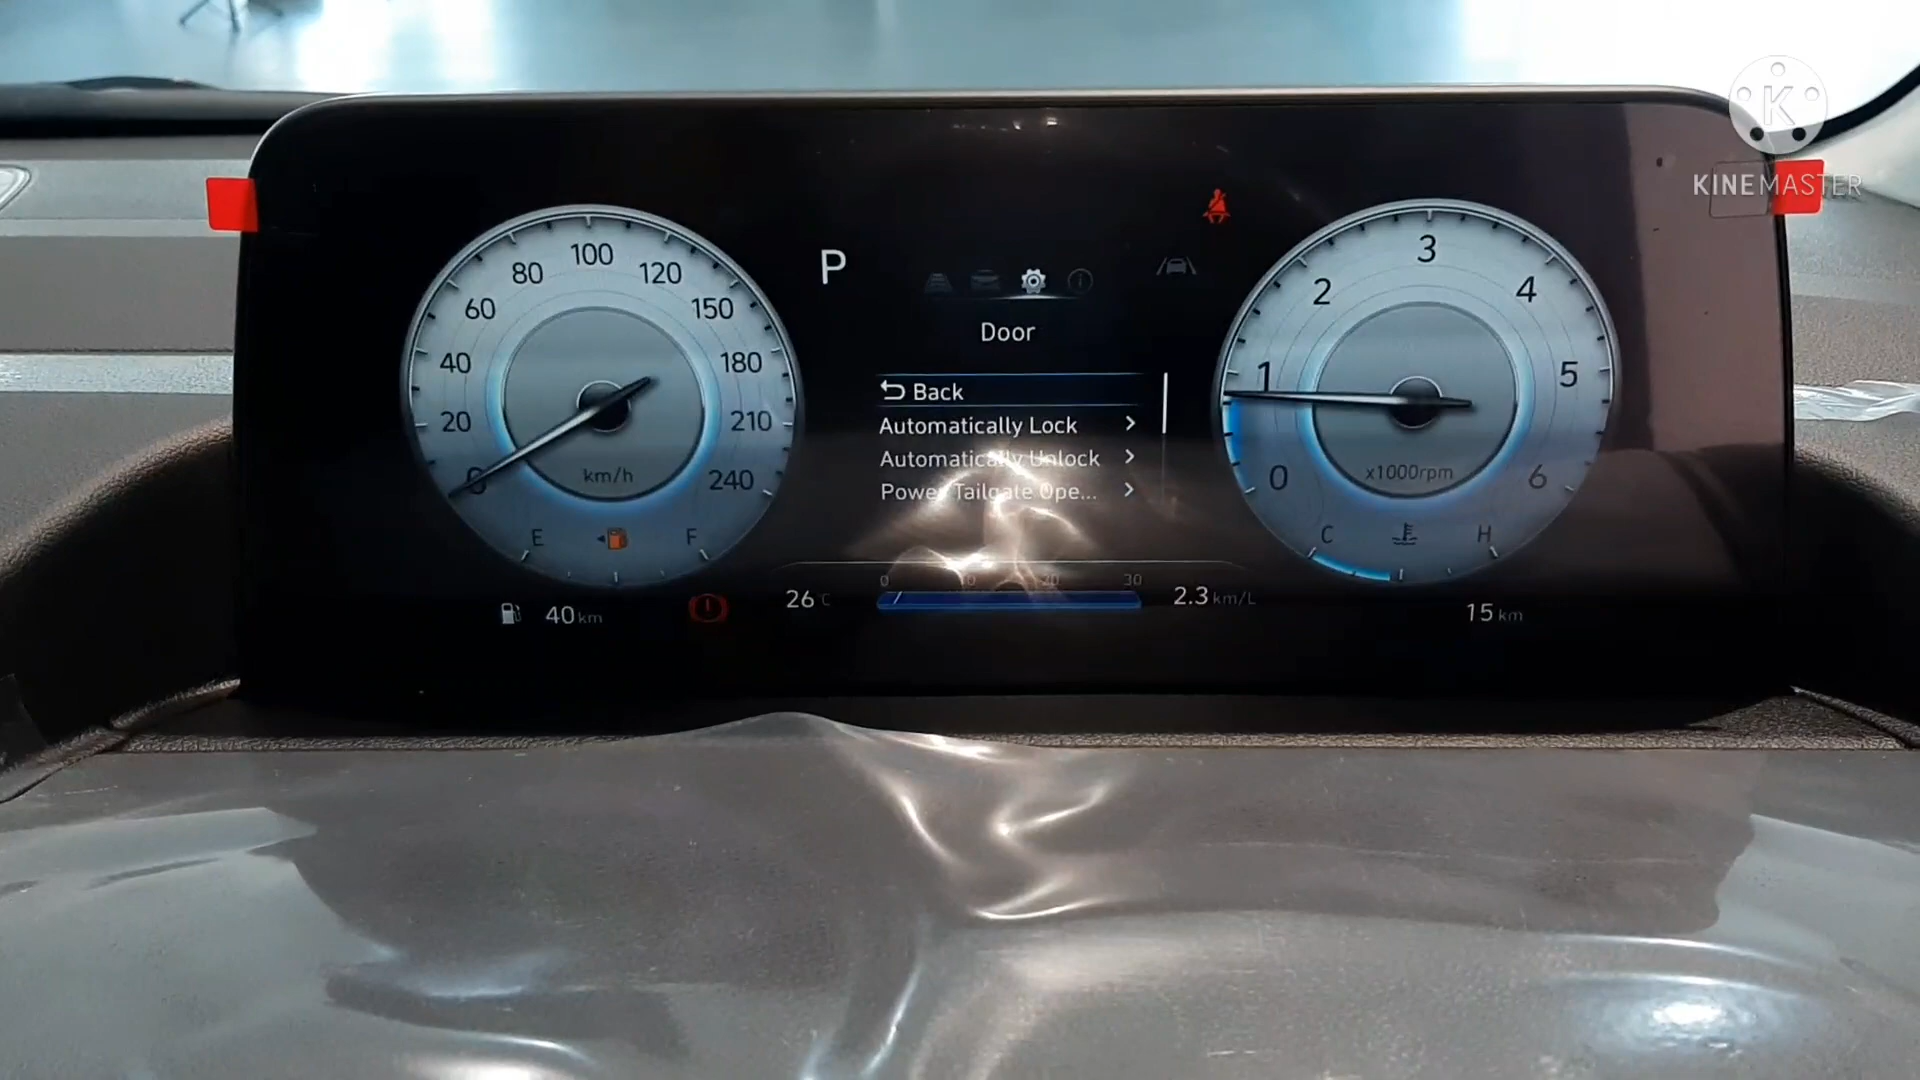 K
KINEMASTER
100
80
120
60
150
40
180
20
210
0
240
km/h
E
F
40 km
P
Door
Back
Automatically Lock
Automatically Unlock
Power Tailgate Ope...
0 10 20 30
26°C
2.3 km/L
3
2
4
1
5
0
6
x1000rpm
C
H
15 km